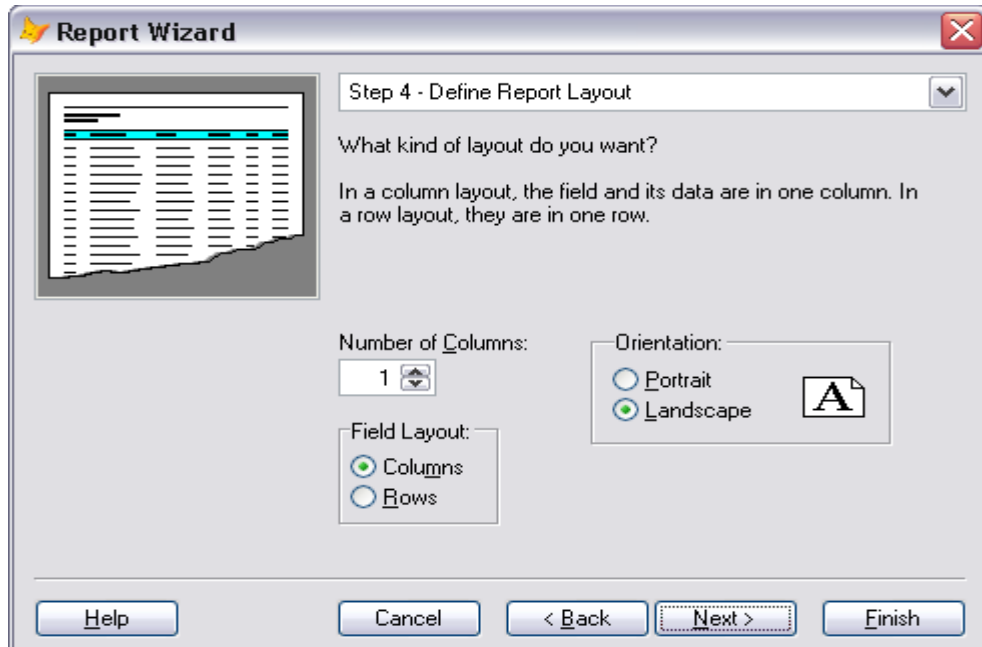 Report Wizard
Step 4 - Define Report Layout
What kind of layout do you want?
In a column layout, the field and its data are in one column. In
a row layout, they are in one row.
Number of Columns:
1
Orientation:
Portrait
Landscape
A
Field Layout:
Columns
Rows
Help
Cancel
< Back
Next >
Finish